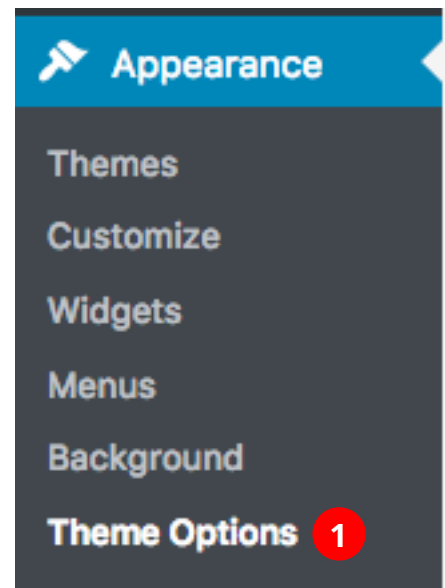 Appearance
Themes
Customize
Widgets
Menus
Background
Theme Options 1